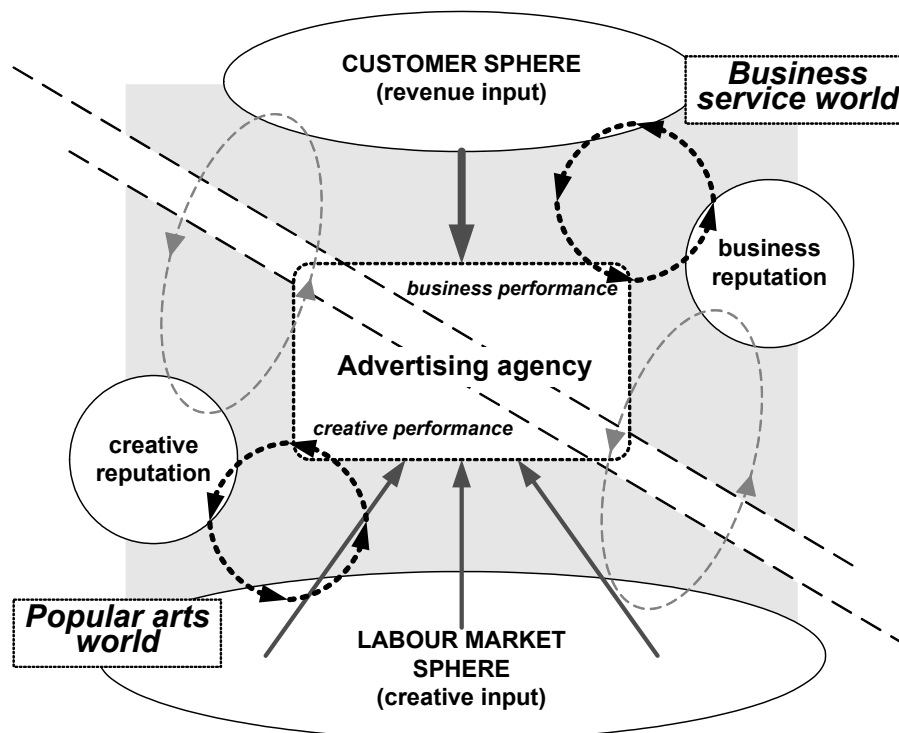 CUSTOMER SPHERE
(revenue input)
Business
service world
business
reputation
business performance
Advertising agency
creative performance
creative
reputation
Popular arts
world
LABOUR MARKET
SPHERE
(creative input)